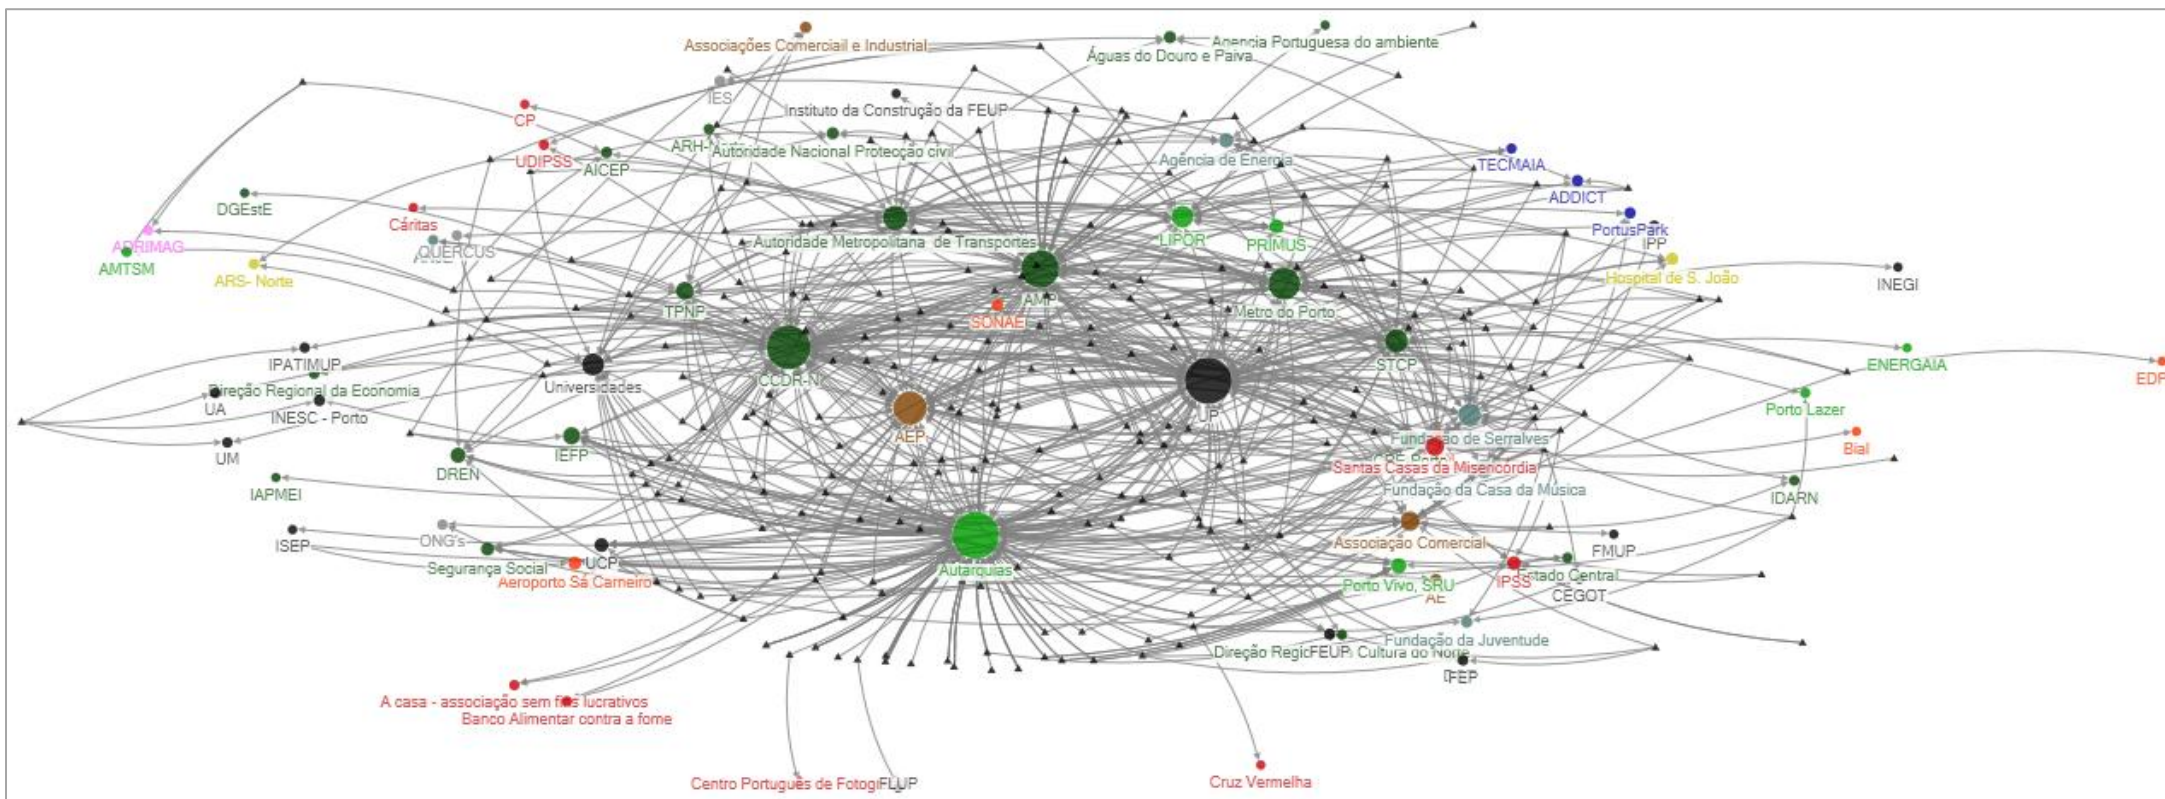 Associações Comerciail e Industrial
Agencia Portuguesa do ambiente
Águas do Douro e Paiva
IES
Instituto da Construção da FEUP
CP
UDIPSS
AICEP
Autoridade Nacional Protecção civil
Agência de Energia
TECMAIA
ADDICT
DGEstE
Cáritas
PortusPark
IPP
ADRIMAG
AMTSM
QUERCUS
ARS- Norte
Autoridade Metropolitana de Transportes
LIPOR
PRIMUS
Hospital de S. João
INEGI
TPNP
AMP
SONAE
Metro do Porto
IPATIMUP
Direção Regional da Economia
UA
INESC - Porto
Universidades
CCDR-N
UP
STCP
ENERGAIA
EDP
Porto Lazer
AEP
Fundação de Serralves
Santas Casas da Misericórdia
Bial
UM
DREN
IEFP
IAPMEI
Fundação da Casa da Música
IDARN
ISEP
ONG's
Segurança Social
UCP
Aeroporto Sá Carneiro
Autarquias
Associação Comercial
FMUP
Porto Vivo, SRU
AE
IPSS
Estado Central
CEGOT
Fundação da Juventude
FEUP
Cultura do Norte
FEP
A casa - associação sem fins lucrativos
Banco Alimentar contra a fome
Centro Português de
FLUP
Cruz Vermelha